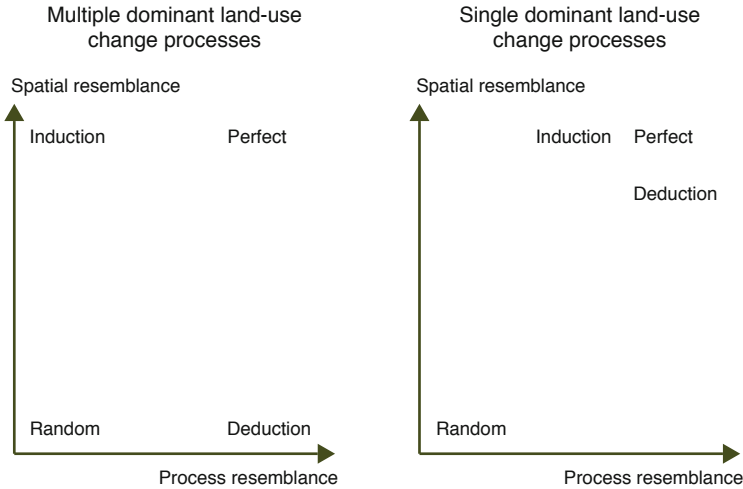 Multiple dominant land-use
change processes
Spatial resemblance
Induction
Perfect
Random
Deduction
Process resemblance
Single dominant land-use
change processes
Spatial resemblance
Induction
Perfect
Deduction
Random
Process resemblance